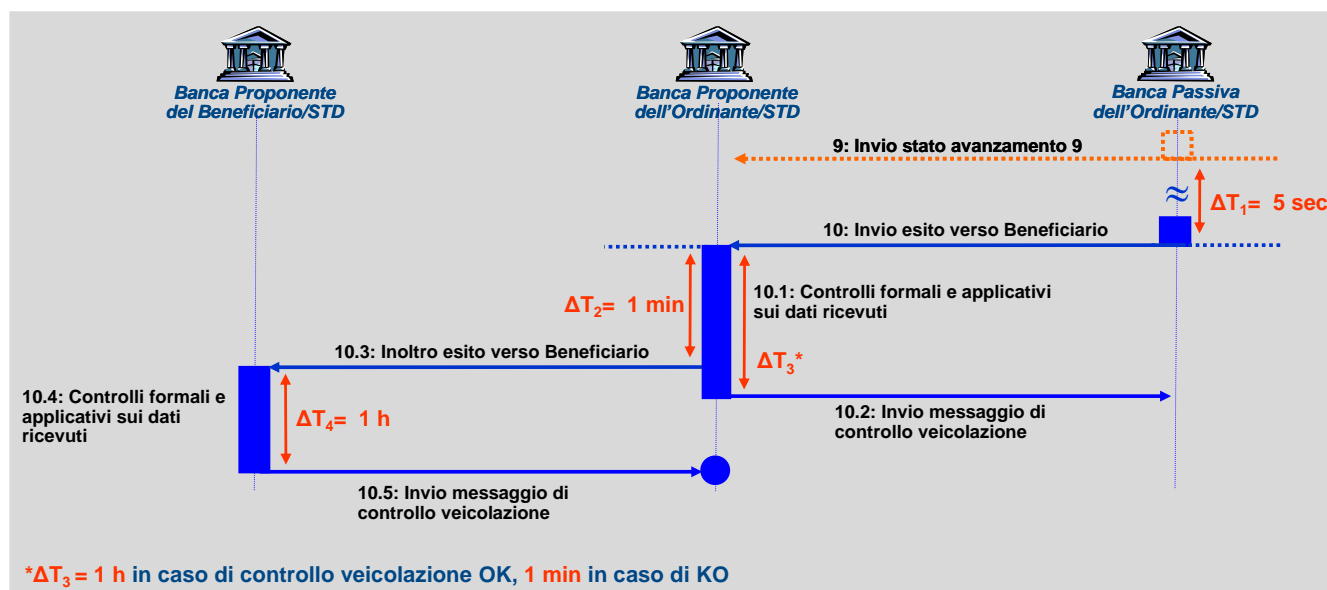 Banca Proponente
del Beneficiario/STD
Banca Proponente
dell'Ordinante/STD
Banca Passiva
dell'Ordinante/STD
9: Invio stato avanzamento 9
≈
ΔT1= 5 sec
10: Invio esito verso Beneficiario
ΔT2= 1 min
10.1: Controlli formali e applicativi
sui dati ricevuti
10.3: Inoltro esito verso Beneficiario
ΔT3*
10.4: Controlli formali e
applicativi sui dati
ricevuti
ΔT4= 1 h
10.2: Invio messaggio di
controllo veicolazione
10.5: Invio messaggio di
controllo veicolazione
*ΔT3 = 1 h in caso di controllo veicolazione OK, 1 min in caso di KO